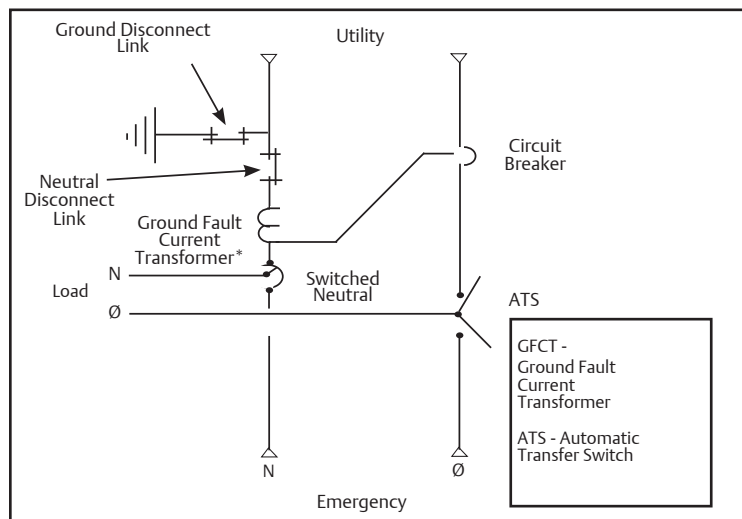 Ground Disconnect
Link
Utility
Circuit
Breaker
Neutral
Disconnect
Link
Ground Fault
Current
Transformer*
N
Switched
Neutral
Load
Ø
ATS
GFCT -
Ground Fault
Current
Transformer
ATS - Automatic
Transfer Switch
N
Ø
Emergency